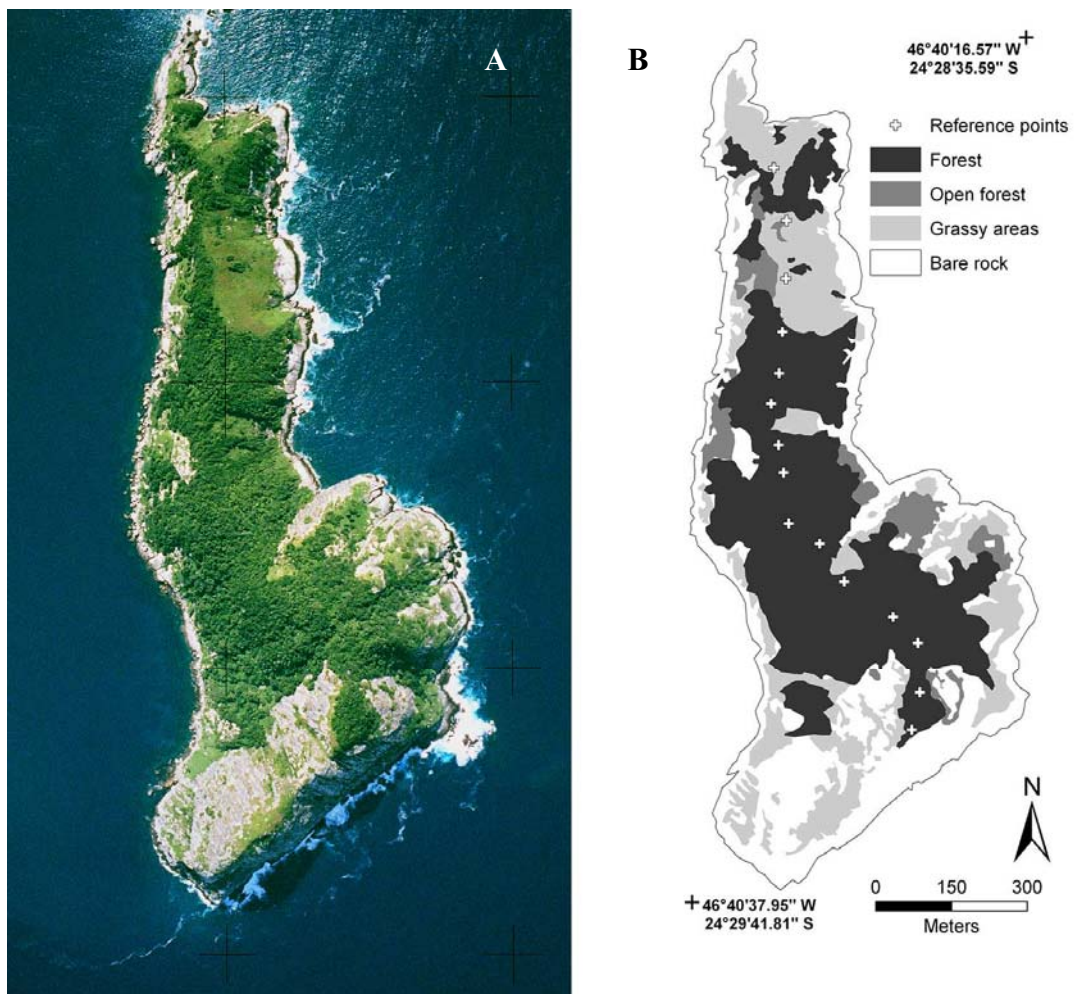 A
B
46°40'16.57" W
24°28'35.59" S
Reference points
Forest
Open forest
Grassy areas
Bare rock
N
0 150 300
Meters
46°40'37.95" W
24°29'41.81" S